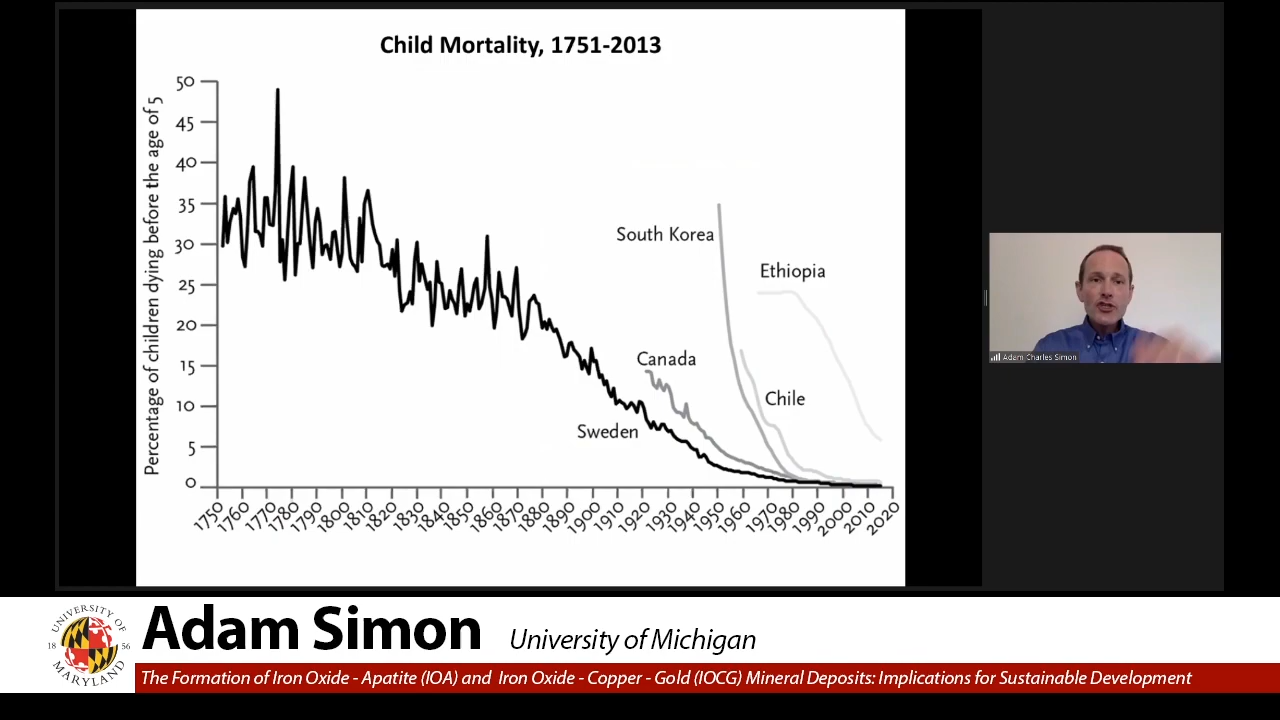 Child Mortality, 1751-2013
Percentage of children dying before the age of 5
50
45
40
35
30
25
20
15
10
5
0
South Korea
Ethiopia
Canada
Chile
Sweden
1750 1760 1770 1780 1790 1800 1810 1820 1830 1840 1850 1860 1870 1880 1890 1900 1910 1920 1930 1940 1950 1960 1970 1980 1990 2000 2010 2020
Adam Charles Simon
UNIVERSITY OF
18 56
MARYLAND
Adam Simon University of Michigan
The Formation of Iron Oxide - Apatite (IOA) and Iron Oxide - Copper - Gold (IOCG) Mineral Deposits: Implications for Sustainable Development